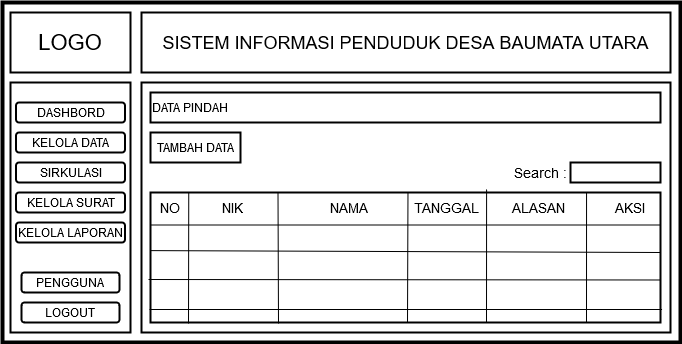 LOGO
SISTEM INFORMASI PENDUDUK DESA BAUMATA UTARA
DASHBORD
KELOLA DATA
SIRKULASI
KELOLA SURAT
KELOLA LAPORAN
PENGGUNA
LOGOUT
DATA PINDAH
TAMBAH DATA
Search :
NO NIK NAMA TANGGAL ALASAN AKSI